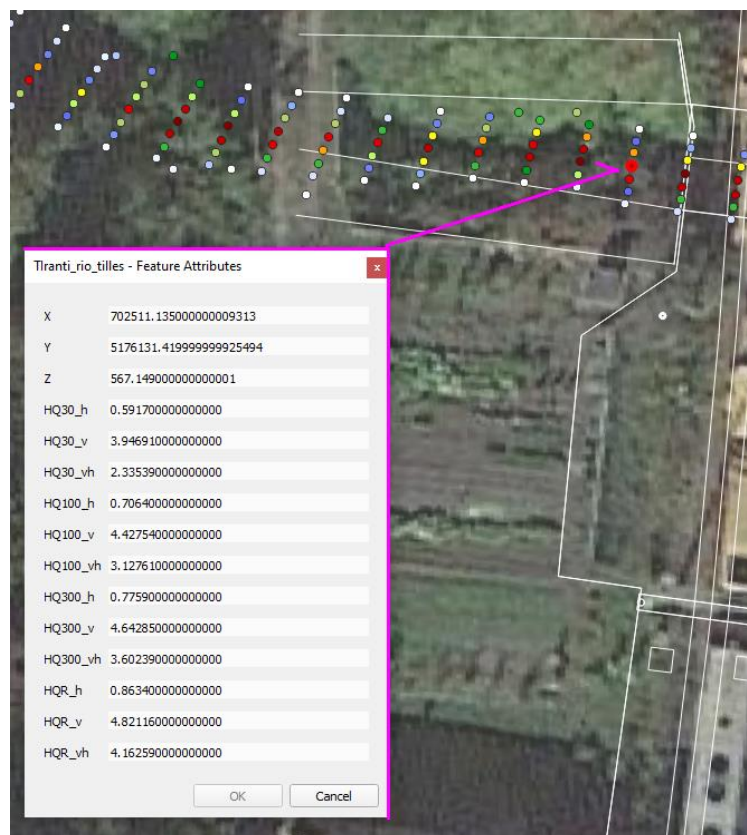 Tlranti_rio_tilles - Feature Attributes x
X 702511.135000000009313
Y 5176131.419999999925494
Z 567.149000000000001
HQ30_h 0.591700000000000
HQ30_v 3.946910000000000
HQ30_vh 2.335390000000000
HQ100_h 0.706400000000000
HQ100_v 4.427540000000000
HQ100_vh 3.127610000000000
HQ300_h 0.775900000000000
HQ300_v 4.642850000000000
HQ300_vh 3.602390000000000
HQR_h 0.863400000000000
HQR_v 4.821160000000000
HQR_vh 4.162590000000000
OK Cancel